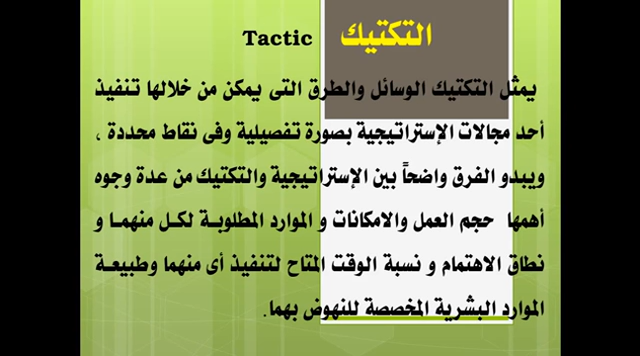 التكتيك Tactic
يمثل التكتيك الوسائل والطرق التى يمكن من خلالها تنفيذ
أحد مجالات الإستراتيجية بصورة تفصيلية وفى نقاط محددة ،
ويبدو الفرق واضحاً بين الإستراتيجية والتكتيك من عدة وجوه
أهمها حجم العمل والامكانات و الموارد المطلوبة لكل منهما و
نطاق الاهتمام و نسبة الوقت المتاح لتنفيذ أى منهما وطبيعة
الموارد البشرية المخصصة للنهوض بهما.